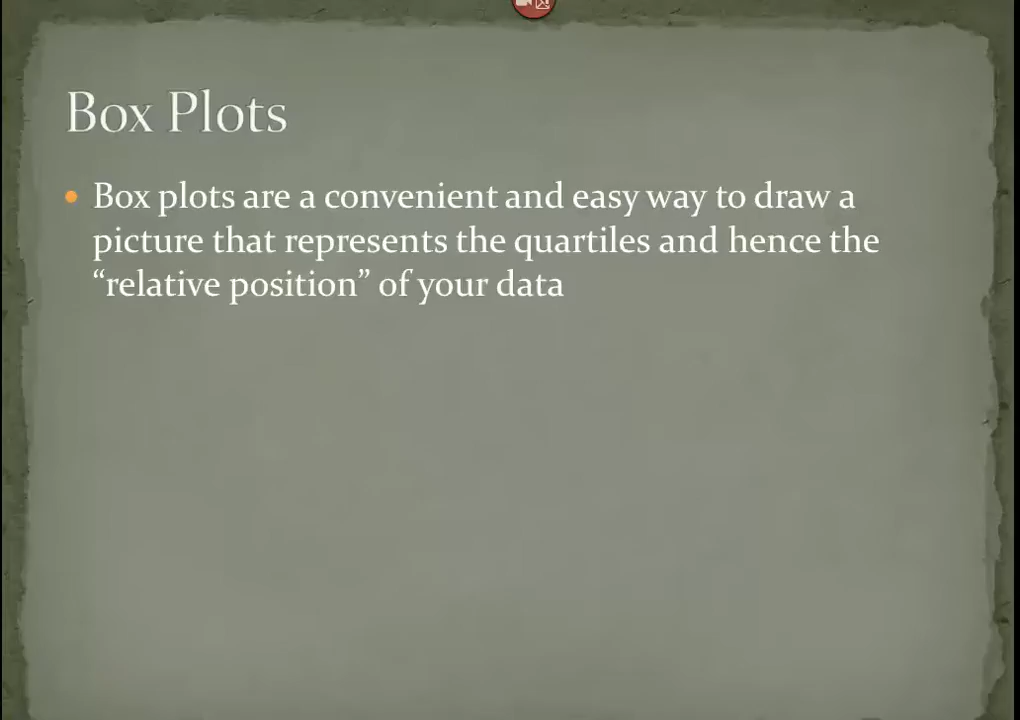 Box Plots
Box plots are a convenient and easy way to draw a
picture that represents the quartiles and hence the
“relative position” of your data